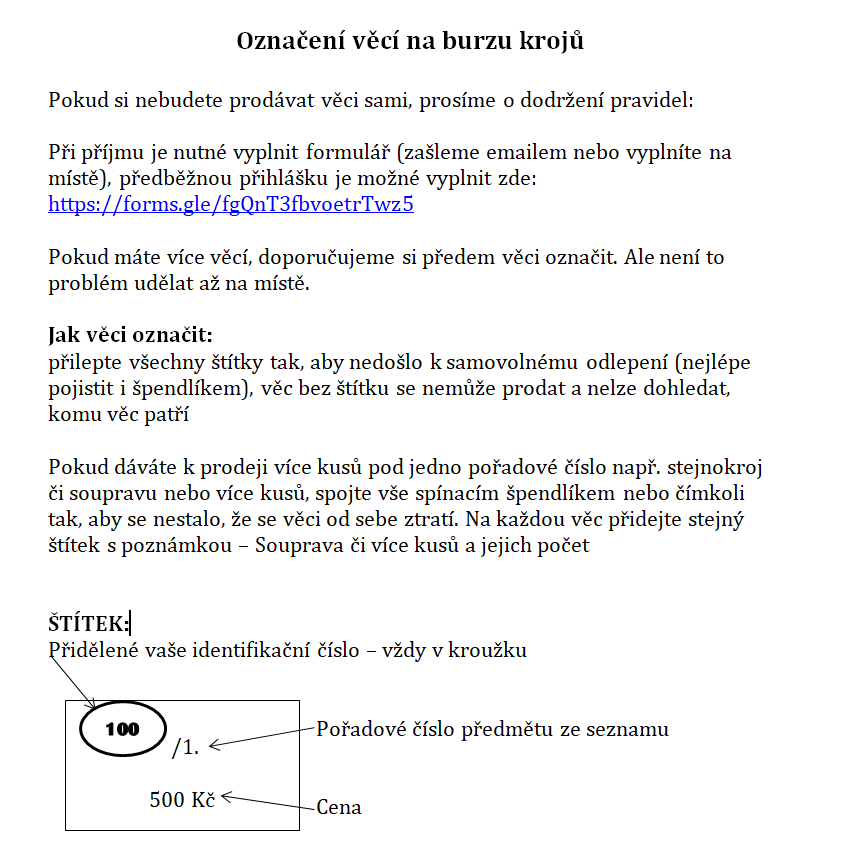 Označení věcí na burzu krojů
Pokud si nebudete prodávat věci sami, prosíme o dodržení pravidel:
Při příjmu je nutné vyplnit formulář (zašleme emailem nebo vyplníte na
místě), předběžnou přihlášku je možné vyplnit zde:
https://forms.gle/fgQnT3fbvoetrTwz5
Pokud máte více věcí, doporučujeme si předem věci označit. Ale není to
problém udělat až na místě.
Jak věci označit:
přilepte všechny štítky tak, aby nedošlo k samovolnému odlepení (nejlépe
pojistit i špendlíkem), věc bez štítku se nemůže prodat a nelze dohledat,
komu věc patří
Pokud dáváte k prodeji více kusů pod jedno pořadové číslo např. stejnokroj
či soupravu nebo více kusů, spojte vše spínacím špendlíkem nebo čímkoli
tak, aby se nestalo, že se věci od sebe ztratí. Na každou věc přidejte stejný
štítek s poznámkou – Souprava či více kusů a jejich počet
ŠTÍTEK:
Přidělené vaše identifikační číslo – vždy v kroužku
100
/1.
Pořadové číslo předmětu ze seznamu
500 Kč
Cena